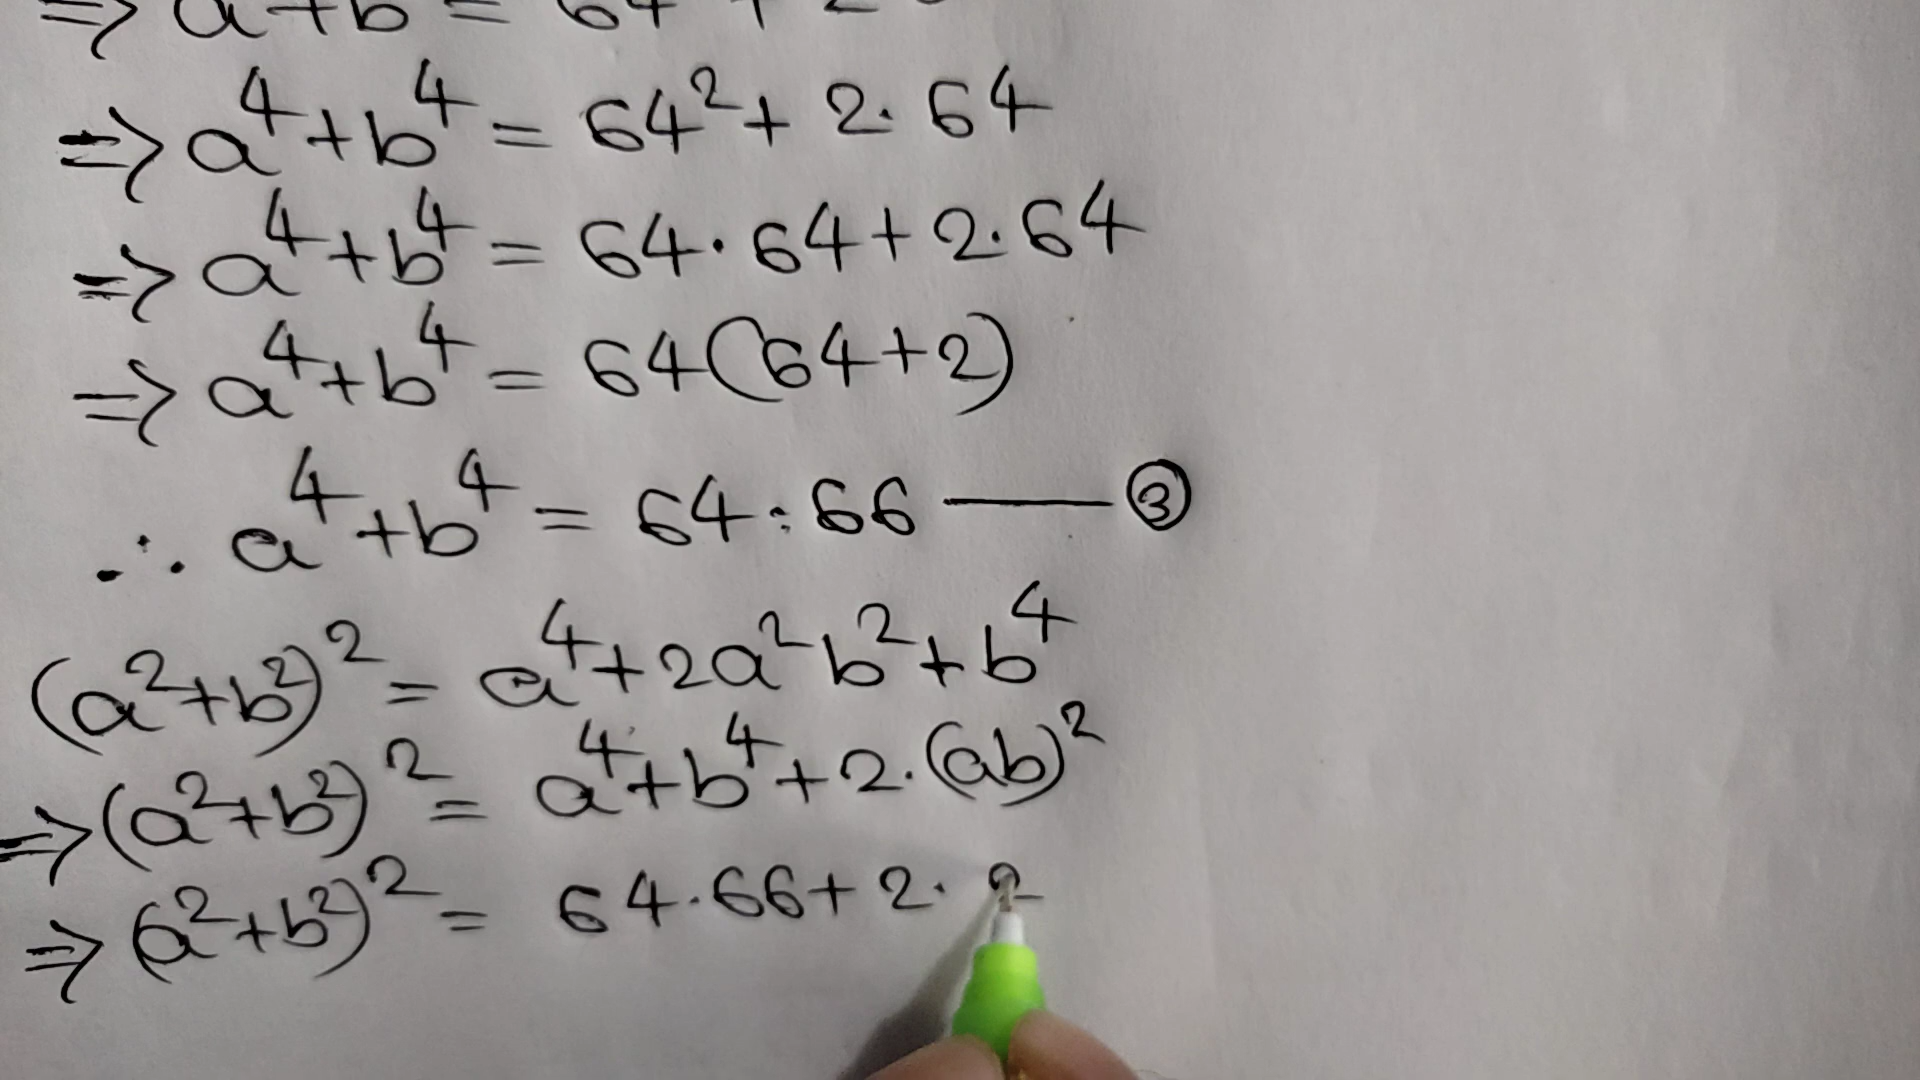 ⇒ a⁴+b⁴ = 64² + 2·64
⇒ a⁴+b⁴ = 64·64+2·64
⇒ a⁴+b⁴ = 64(64+2)
∴ a⁴+b⁴ = 64·66 —— ③
(a²+b²)² = a⁴+2a²b²+b⁴
⇒(a²+b²)² = a⁴+b⁴+2·(ab)²
⇒(a²+b²)² = 64·66+2·2